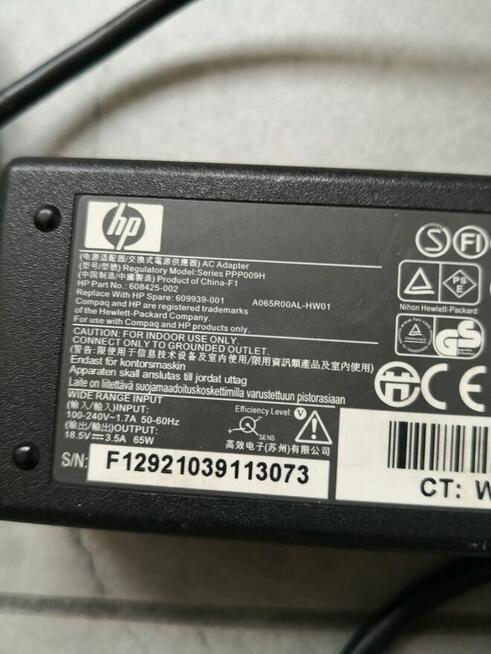 hp
(电源适配器/交換式電源供應器) AC Adapter
(型号/型號) Regulatory Model:Series PPP009H
(中国制造/中國製造) Product of China-F1
HP Part No.: 608425-002
Replace With HP Spare: 609939-001 A065R00AL-HW01
Compaq and HP are registered trademarks
of the Hewlett-Packard Company.
For use with Compaq and HP products only.
CAUTION: FOR INDOOR USE ONLY.
CONNECT ONLY TO GROUNDED OUTLET.
(警告:限使用于信息技术设备及室内使用/限用資訊類產品及室內使用)
Endast för kontorsmaskin
Apparaten skall anslutas till jordat uttag
Laite on liitettävä suojamaadoituskoskettimilla varustettuun pistorasiaan
WIDE RANGE INPUT
(输入/輸入)INPUT:
100-240V~1.7A 50-60Hz
(输出/輸出)OUTPUT:
18.5V⎓3.5A 65W
Efficiency Level: V
SENS
高效电子(苏州)有限公司
S/N: F12921039113073
S FI
PS
E
Nihon Hewlett-Packard
GS
CE
CT: W